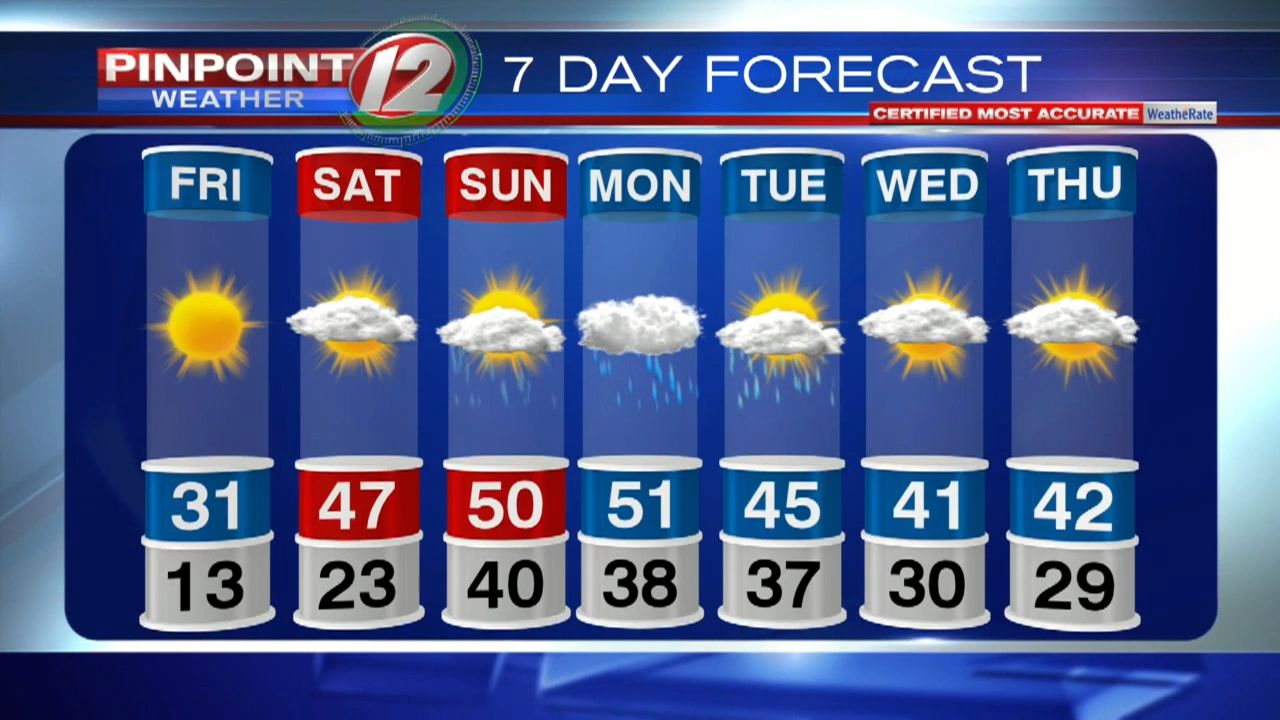 PINPOINT 12
WEATHER
7 DAY FORECAST
CERTIFIED MOST ACCURATE WeatheRate
FRI SAT SUN MON TUE WED THU
31 47 50 51 45 41 42
13 23 40 38 37 30 29